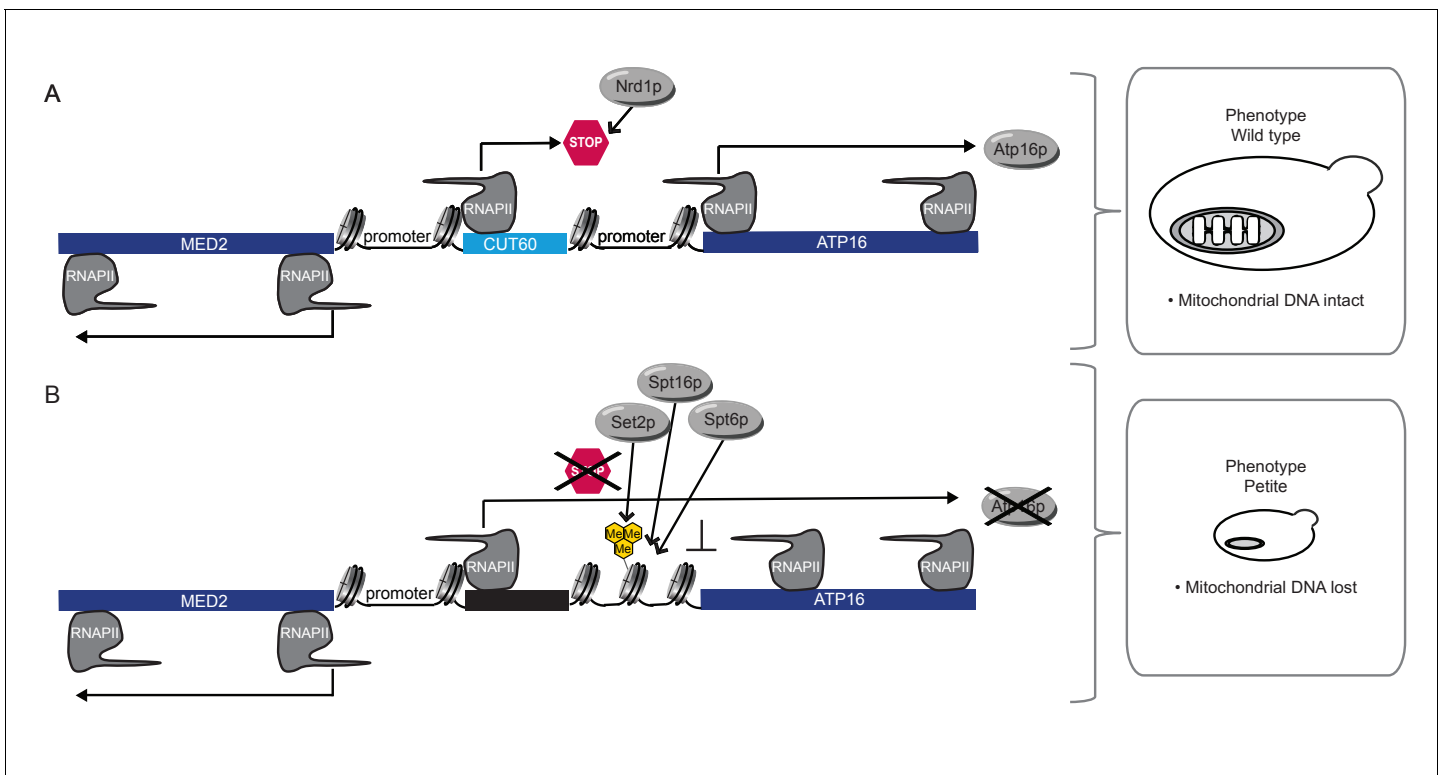 A
Nrd1p
STOP
Atp16p
RNAPII
RNAPII
RNAPII
promoter
promoter
MED2
CUT60
ATP16
RNAPII
RNAPII
Phenotype
Wild type
• Mitochondrial DNA intact
B
Spt16p
Set2p
Spt6p
STOP
Atp16p
Me Me
Me
RNAPII
RNAPII
RNAPII
promoter
MED2
ATP16
RNAPII
RNAPII
Phenotype
Petite
• Mitochondrial DNA lost